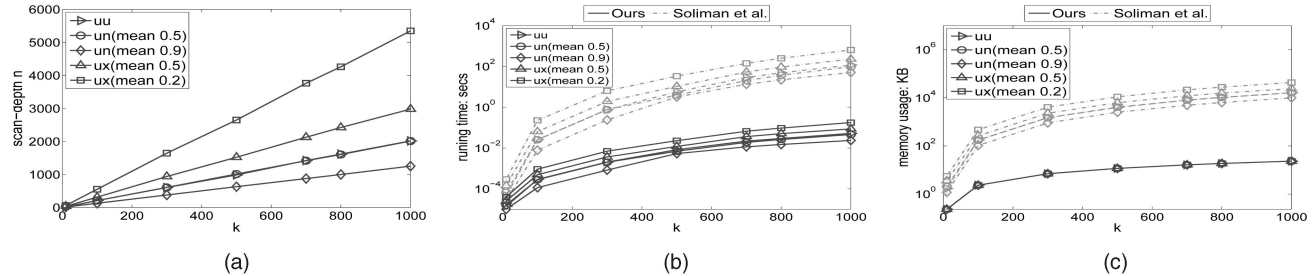 scan-deptn n
6000
5000
4000
3000
2000
1000
0
uu
un(mean 0.5)
un(mean 0.9)
ux(mean 0.5)
ux(mean 0.2)
0 200 400 600 800 1000
k
(a)
Ours Soliman et al.
runing time: secs
10^4
10^2
10^0
10^-2
10^-4
uu
un(mean 0.5)
un(mean 0.9)
ux(mean 0.5)
ux(mean 0.2)
200 400 600 800 1000
k
(b)
Ours Soliman et al.
memory usage: KB
10^6
10^4
10^2
10^0
uu
un(mean 0.5)
un(mean 0.9)
ux(mean 0.5)
ux(mean 0.2)
200 400 600 800 1000
k
(c)